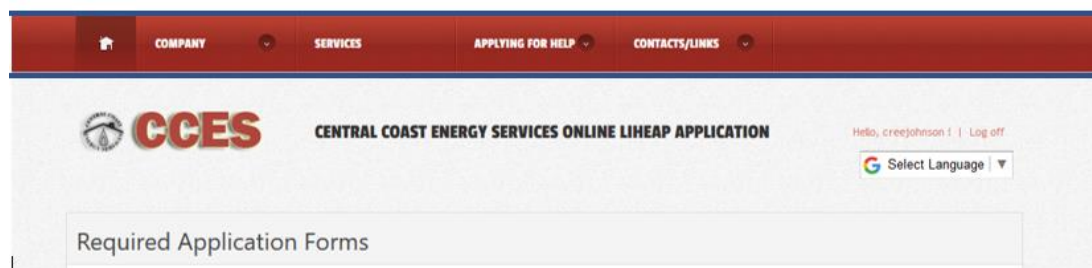 COMPANY SERVICES APPLYING FOR HELP CONTACTS/LINKS
CCES
CENTRAL COAST ENERGY SERVICES ONLINE LIHEAP APPLICATION
Hello, creejohnson ! | Log off
Select Language ▼
Required Application Forms